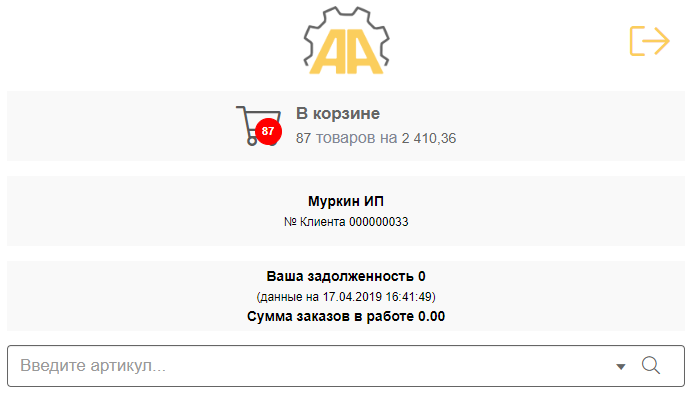 АА
В корзине
87
87 товаров на 2 410,36
Муркин ИП
№ Клиента 000000033
Ваша задолженность 0
(данные на 17.04.2019 16:41:49)
Сумма заказов в работе 0.00
Введите артикул...